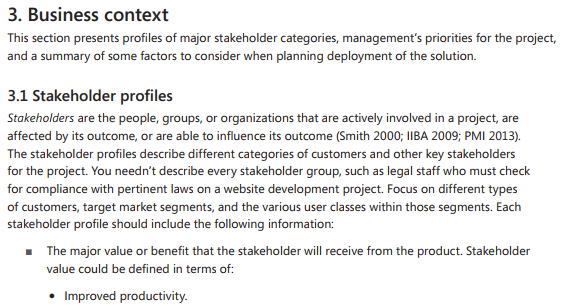 3. Business context
This section presents profiles of major stakeholder categories, management's priorities for the project,
and a summary of some factors to consider when planning deployment of the solution.
3.1 Stakeholder profiles
Stakeholders are the people, groups, or organizations that are actively involved in a project, are
affected by its outcome, or are able to influence its outcome (Smith 2000; IIBA 2009; PMI 2013).
The stakeholder profiles describe different categories of customers and other key stakeholders
for the project. You needn't describe every stakeholder group, such as legal staff who must check
for compliance with pertinent laws on a website development project. Focus on different types
of customers, target market segments, and the various user classes within those segments. Each
stakeholder profile should include the following information:
■ The major value or benefit that the stakeholder will receive from the product. Stakeholder
value could be defined in terms of:
• Improved productivity.